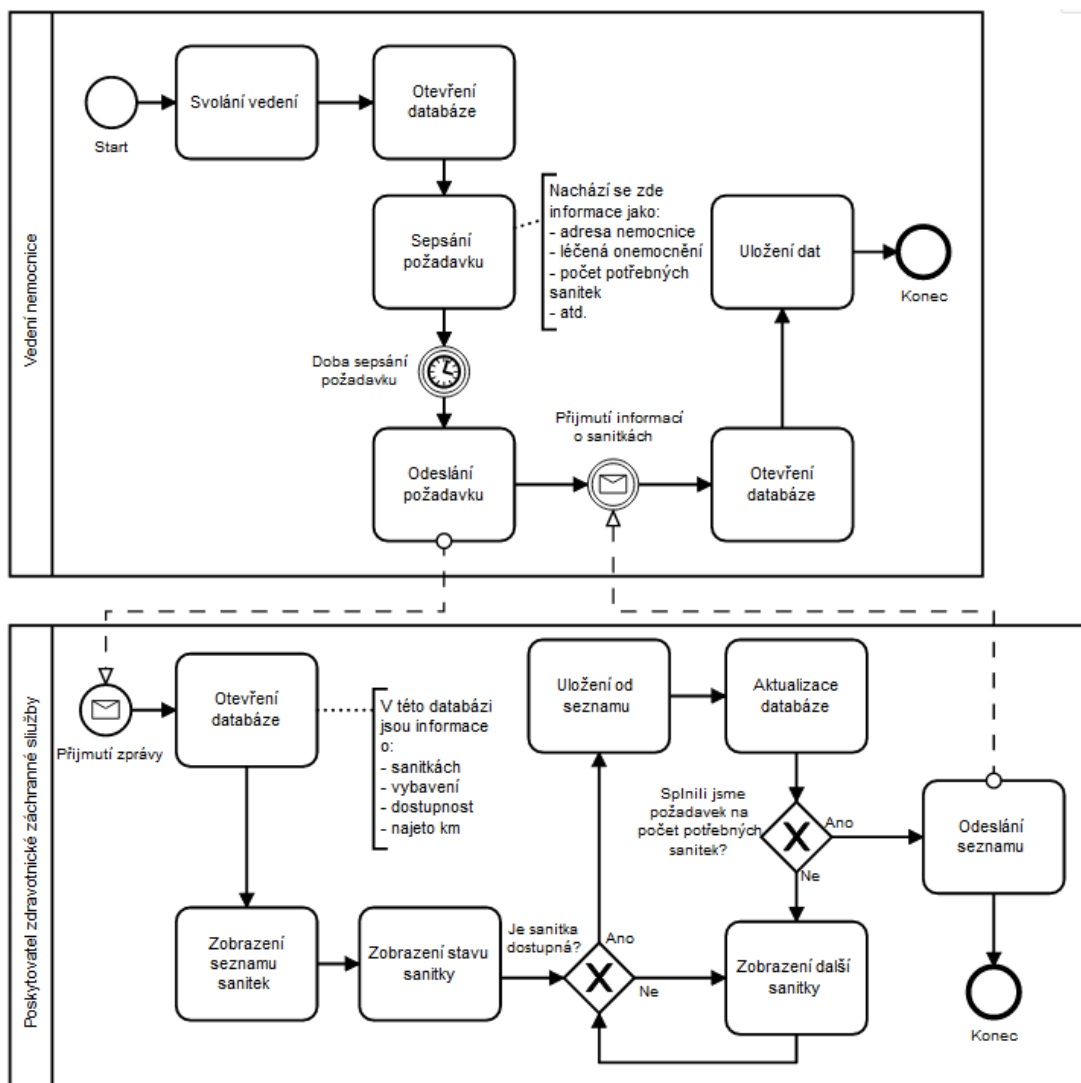 Vedení nemocnice
Start
Svolání vedení
Otevření
databáze
Sepsání
požadavku
Nachází se zde
informace jako:
- adresa nemocnice
- léčená onemocnění
- počet potřebných
sanitek
- atd.
Uložení dat
Konec
Doba sepsání
požadavku
Odeslání
požadavku
Přijmutí informací
o sanitkách
Otevření
databáze
Poskytovatel zdravotnické záchranné sliužby
Přijmutí zprávy
Otevření
databáze
V této databázi
jsou informace
o:
- sanitkách
- vybavení
- dostupnost
- najeto km
Uložení od
seznamu
Aktualizace
databáze
Splnili jsme
požadavek na
počet potřebných
sanitek?
Ano
Ne
Odeslání
seznamu
Zobrazení
seznamu
sanitek
Zobrazení stavu
sanitky
Je sanitka
dostupná?
Ano
Ne
Zobrazení další
sanitky
Konec